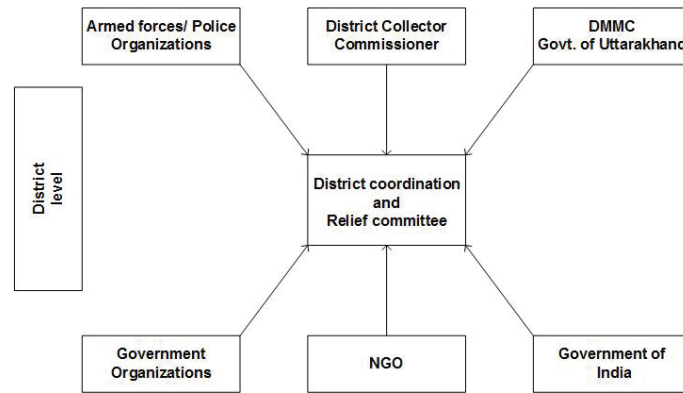 Armed forces/ Police
Organizations
District Collector
Commissioner
DMMC
Govt. of Uttarakhand
District
level
District coordination
and
Relief committee
Government
Organizations
NGO
Government of
India